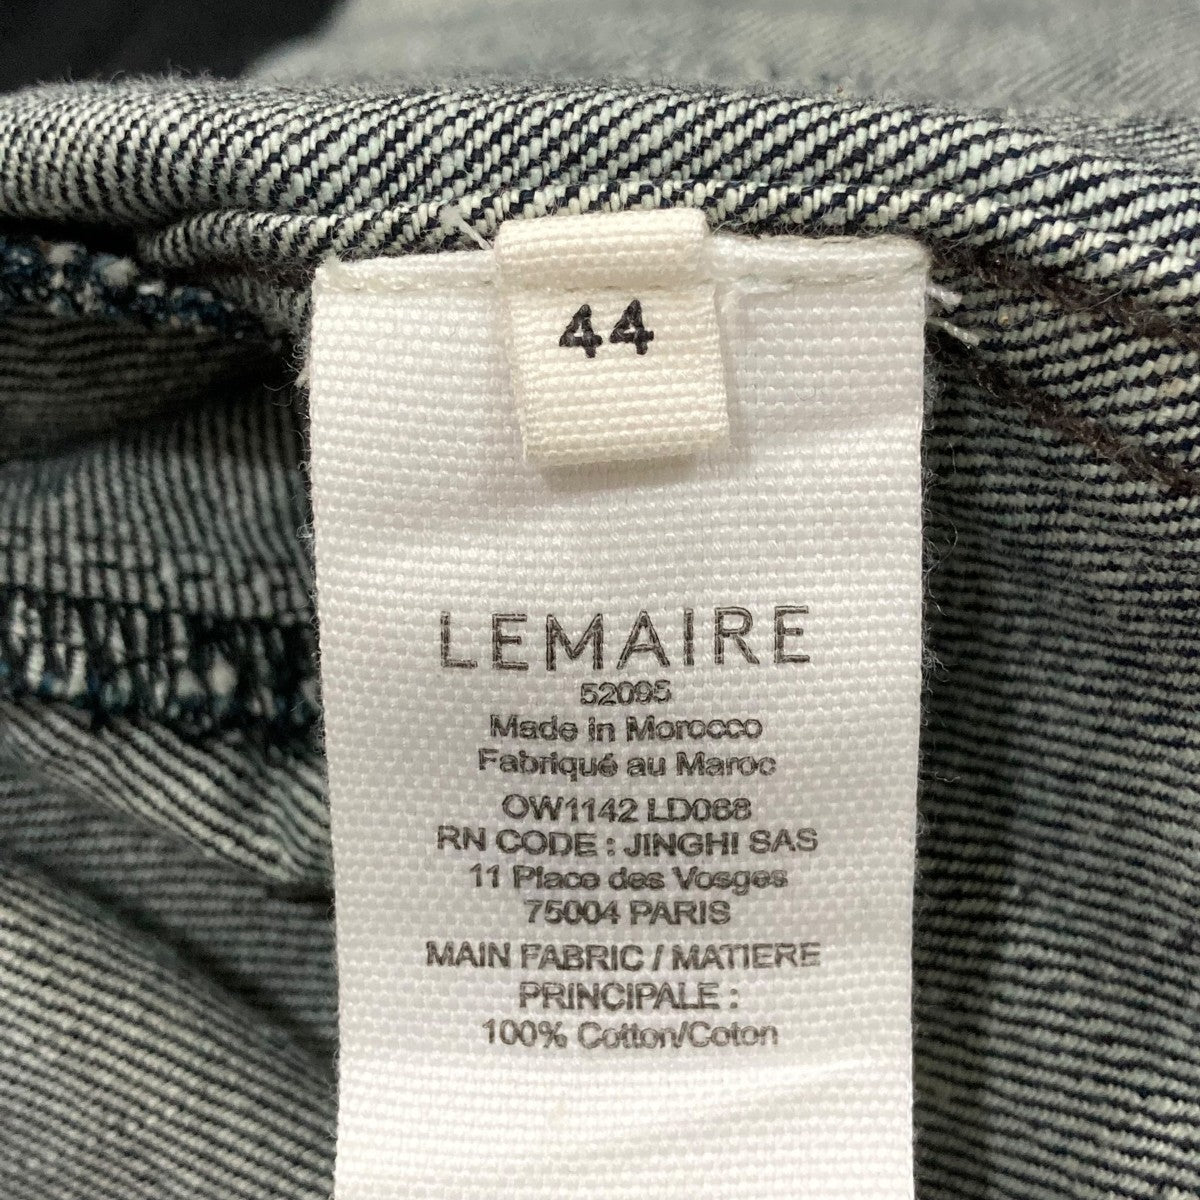 44
LEMAIRE
52095
Made in Morocco
Fabriqué au Maroc
OW1142 LD088
RN CODE : JINGHI SAS
11 Place des Vosges
75004 PARIS
MAIN FABRIC / MATIERE
PRINCIPALE :
100% Cotton/Coton